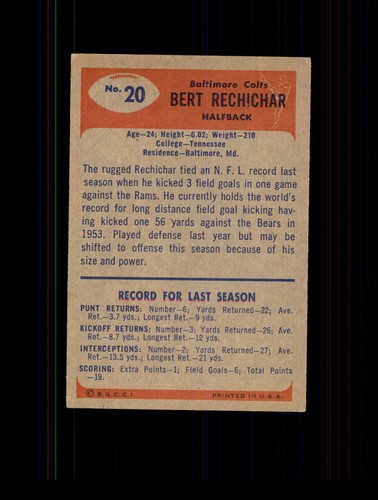 No. 20
Baltimore Colts
BERT RECHICHAR
HALFBACK
Age—24; Height—6.02; Weight—210
College—Tennessee
Residence—Baltimore, Md.
The rugged Rechichar tied an N. F. L. record last
season when he kicked 3 field goals in one game
against the Rams. He currently holds the world's
record for long distance field goal kicking hav-
ing kicked one 56 yards against the Bears in
1953. Played defense last year but may be
shifted to offense this season because of his
size and power.
RECORD FOR LAST SEASON
PUNT RETURNS: Number—6; Yards Returned—22; Ave.
Ret.—3.7 yds.; Longest Ret.—9 yds.
KICKOFF RETURNS: Number—3; Yards Returned—26; Ave.
Ret.—8.7 yds.; Longest Ret.—12 yds.
INTERCEPTIONS: Number—2; Yards Returned—27; Ave.
Ret.—13.5 yds.; Longest Ret.—21 yds.
SCORING: Extra Points—1; Field Goals—6; Total Points
—19.
© B.G.C.C.I. PRINTED IN U.S.A.